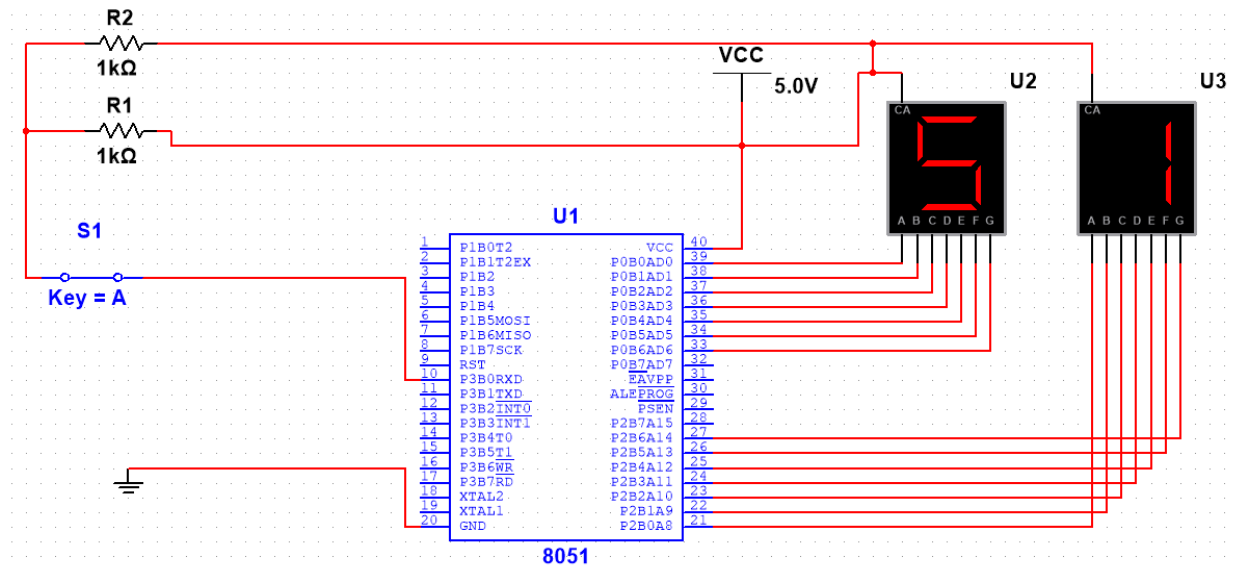 R2
1kΩ
R1
1kΩ
VCC
5.0V
U2
U3
CA
5
A B C D E F G
CA
1
A B C D E F G
S1
Key = A
U1
1 P1B0T2
2 P1B1T2EX
3 P1B2
4 P1B3
5 P1B4
6 P1B5MOSI
7 P1B6MISO
8 P1B7SCK
9 RST
10 P3B0RXD
11 P3B1TXD
12 P3B2INT0
13 P3B3INT1
14 P3B4T0
15 P3B5T1
16 P3B6WR
17 P3B7RD
18 XTAL2
19 XTAL1
20 GND
VCC 40
P0B0AD0 39
P0B1AD1 38
P0B2AD2 37
P0B3AD3 36
P0B4AD4 35
P0B5AD5 34
P0B6AD6 33
P0B7AD7 32
EAVPP 31
ALEPROG 30
PSEN 29
P2B7A15 28
P2B6A14 27
P2B5A13 26
P2B4A12 25
P2B3A11 24
P2B2A10 23
P2B1A9 22
P2B0A8 21
8051